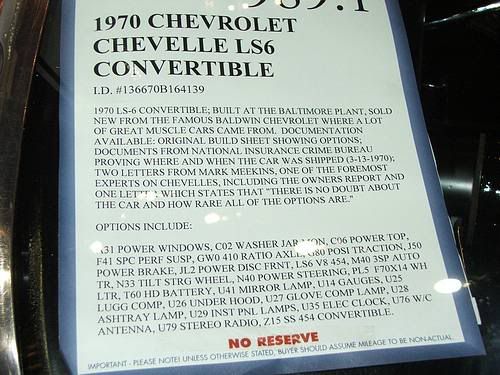 989.1
1970 CHEVROLET
CHEVELLE LS6
CONVERTIBLE
I.D. #136670B164139
1970 LS-6 CONVERTIBLE; BUILT AT THE BALTIMORE PLANT, SOLD
NEW FROM THE FAMOUS BALDWIN CHEVROLET WHERE A LOT
OF GREAT MUSCLE CARS CAME FROM. DOCUMENTATION
AVAILABLE: ORIGINAL BUILD SHEET SHOWING OPTIONS;
DOCUMENTS FROM NATIONAL INSURANCE CRIME BUREAU
PROVING WHERE AND WHEN THE CAR WAS SHIPPED (3-13-1970);
TWO LETTERS FROM MARK MEEKINS, ONE OF THE FOREMOST
EXPERTS ON CHEVELLES, INCLUDING THE OWNERS REPORT AND
ONE LETTER WHICH STATES THAT "THERE IS NO DOUBT ABOUT
THE CAR AND HOW RARE ALL OF THE OPTIONS ARE."
OPTIONS INCLUDE:
A31 POWER WINDOWS, C02 WASHER JAR MON, C06 POWER TOP,
F41 SPC PERF SUSP, GW0 410 RATIO AXLE, G80 POSI TRACTION, J50
POWER BRAKE, JL2 POWER DISC FRNT, LS6 V8 454, M40 3SP AUTO
TR, N33 TILT STRG WHEEL, N40 POWER STEERING, PL5 F70X14 WH
LTR, T60 HD BATTERY, U41 MIRROR LAMP, U14 GAUGES, U25
LUGG COMP, U26 UNDER HOOD, U27 GLOVE COMP LAMP, U28
ASHTRAY LAMP, U29 INST PNL LAMPS, U35 ELEC CLOCK, U76 W/C
ANTENNA, U79 STEREO RADIO, Z15 SS 454 CONVERTIBLE.
NO RESERVE
IMPORTANT - PLEASE NOTE! UNLESS OTHERWISE STATED, BUYER SHOULD ASSUME MILEAGE TO BE NON-ACTUAL.